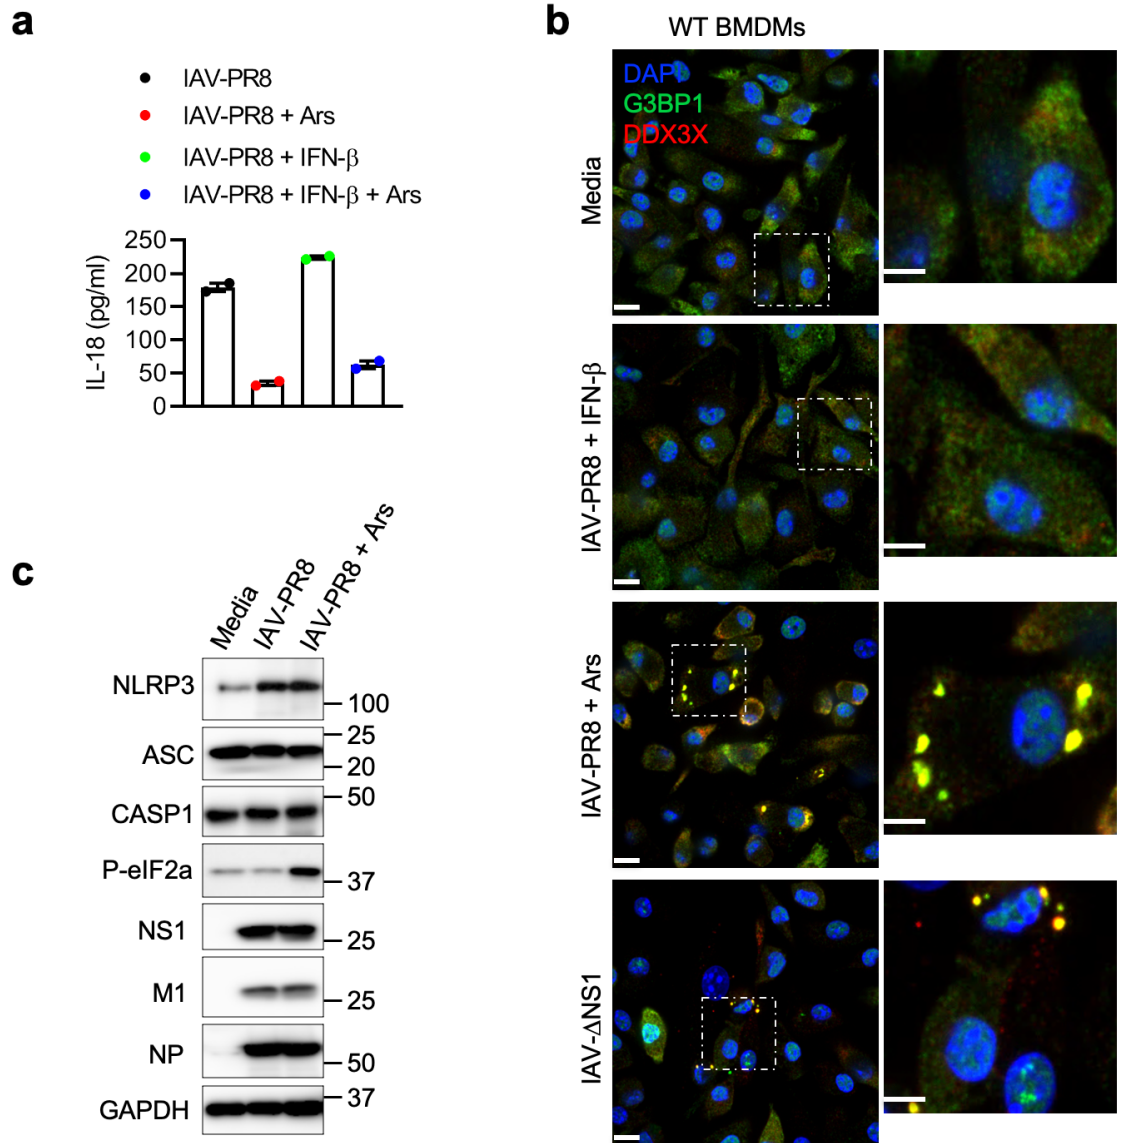 a
IAV-PR8
IAV-PR8 + Ars
IAV-PR8 + IFN-β
IAV-PR8 + IFN-β + Ars
IL-18 (pg/ml)
250
200
150
100
50
0
b
WT BMDMs
DAPI
G3BP1
DDX3X
Media
IAV-PR8 + IFN-β
IAV-PR8 + Ars
IAV-ΔNS1
c
Media
IAV-PR8
IAV-PR8 + Ars
NLRP3
100
ASC
25
20
CASP1
50
P-eIF2a
37
NS1
25
M1
25
NP
50
GAPDH
37